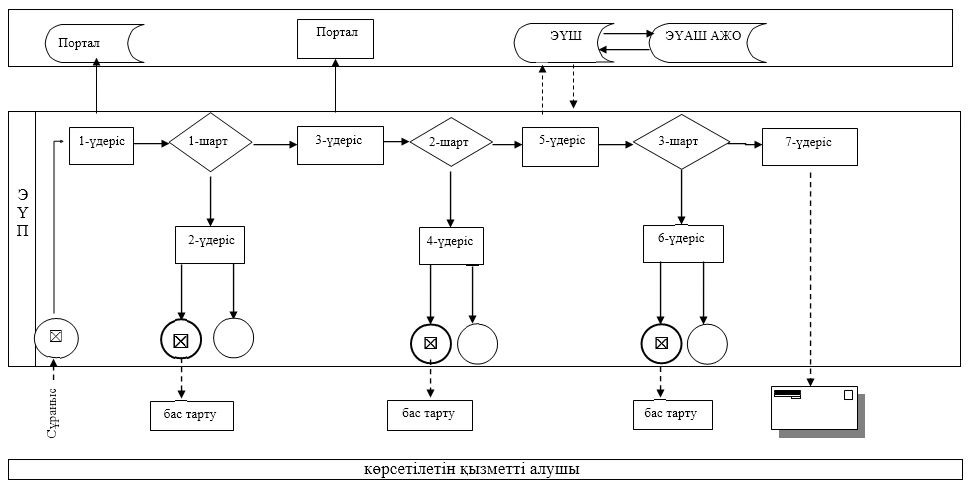 Портал
Портал
ЭҮШ
ЭҮАШ АЖО
1-үдеріс
1-шарт
3-үдеріс
2-шарт
5-үдеріс
3-шарт
7-үдеріс
Э
Ү
П
2-үдеріс
4-үдеріс
6-үдеріс
Сұраныс
бас тарту
бас тарту
бас тарту
көрсетілетін қызметті алушы